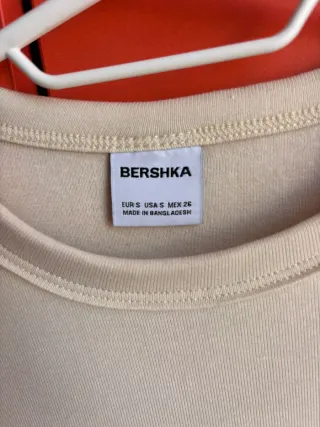 BERSHKA
EUR S USA S MEX 26
MADE IN BANGLADESH